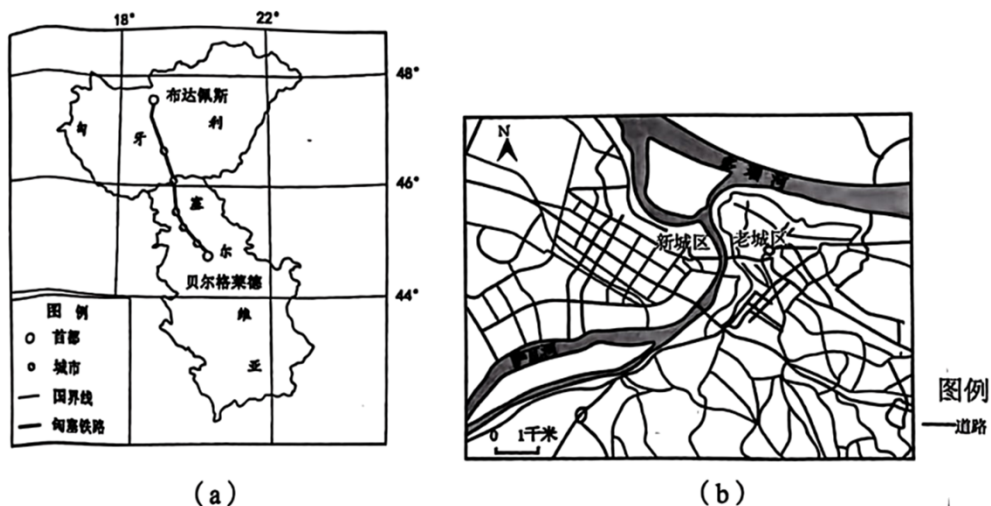 18°
22°
48°
布达佩斯
匈
牙
利
46°
塞
尔
贝尔格莱德
44°
维
亚
图 例
首都
城市
国界线
匈塞铁路
(a)
N
河
新城区
老城区
河
0 1千米
图例
道路
(b)